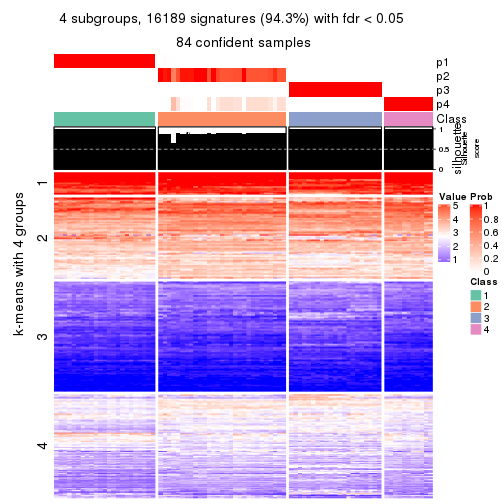 4 subgroups, 16189 signatures (94.3%) with fdr < 0.05
84 confident samples
p1
p2
p3
p4
Class
silhouette
Silhouette
score
1
0.5
0
k-means with 4 groups
1
2
3
4
Value
5
4
3
2
1
Prob
1
0.8
0.6
0.4
0.2
0
Class
1
2
3
4